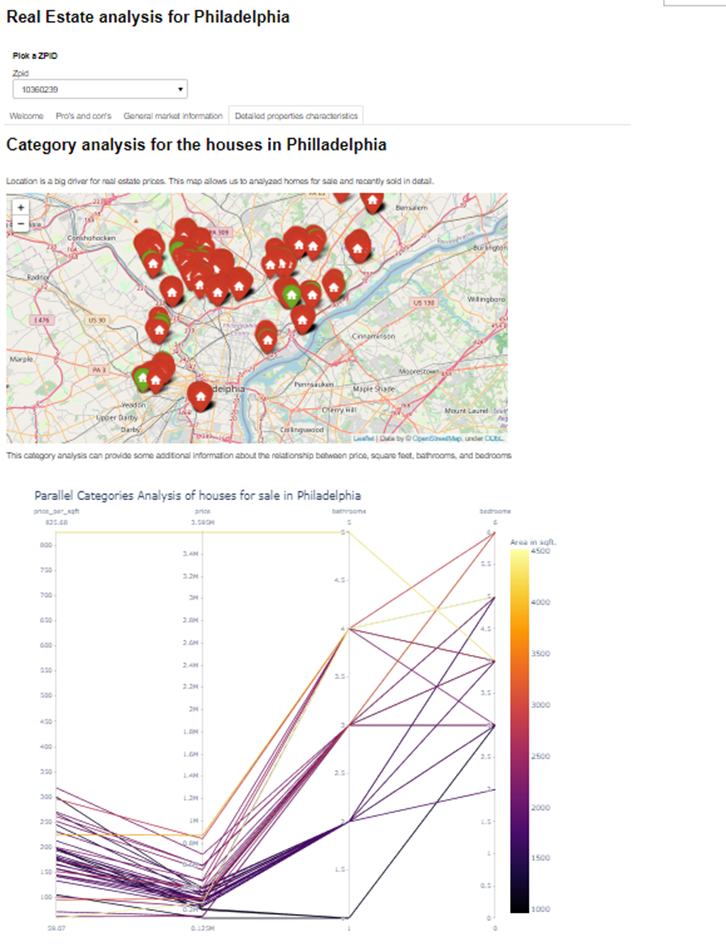 Real Estate analysis for Philadelphia
Pick a ZPID
Zpid
10360239
Welcome Pro's and con's General market information Detailed properties characteristics
Category analysis for the houses in Philladelphia
Location is a big driver for real estate prices. This map allows us to analyzed homes for sale and recently sold in detail.
+
−
Bensalem
Conshohocken
PA 309
Burlington
Radnor
I 476
US 30
US 130
Willingboro
Cinnaminson
Marple
PA 3
Moorestown
Pennsauken
Maple Shade
delphia
Yeadon
Cherry Hill
Mount Laurel
Upper Darby
Darby
Collingswood
Leaflet | Data by © OpenStreetMap, under ODbL.
This category analysis can provide some additional information about the relationship between price, square feet, bathrooms, and bedrooms
Parallel Categories Analysis of houses for sale in Philadelphia
price_per_sqft price bathrooms bedrooms
825.68 3.595M 5 6
Area in sqft.
800 750 700 650 600 550 500 450 400 350 300 250 200 150 100
3.4M 3.2M 3M 2.8M 2.6M 2.4M 2.2M 2M 1.8M 1.6M 1.4M 1.2M 1M 0.8M
5 4.5 4 3.5 3 2.5 2 1.5
6 5.5 5 4.5 4 3.5 3 2.5 2 1.5 1 0.5 0
4500
4000
3500
3000
2500
2000
1500
1000
59.07 0.125M 1 0